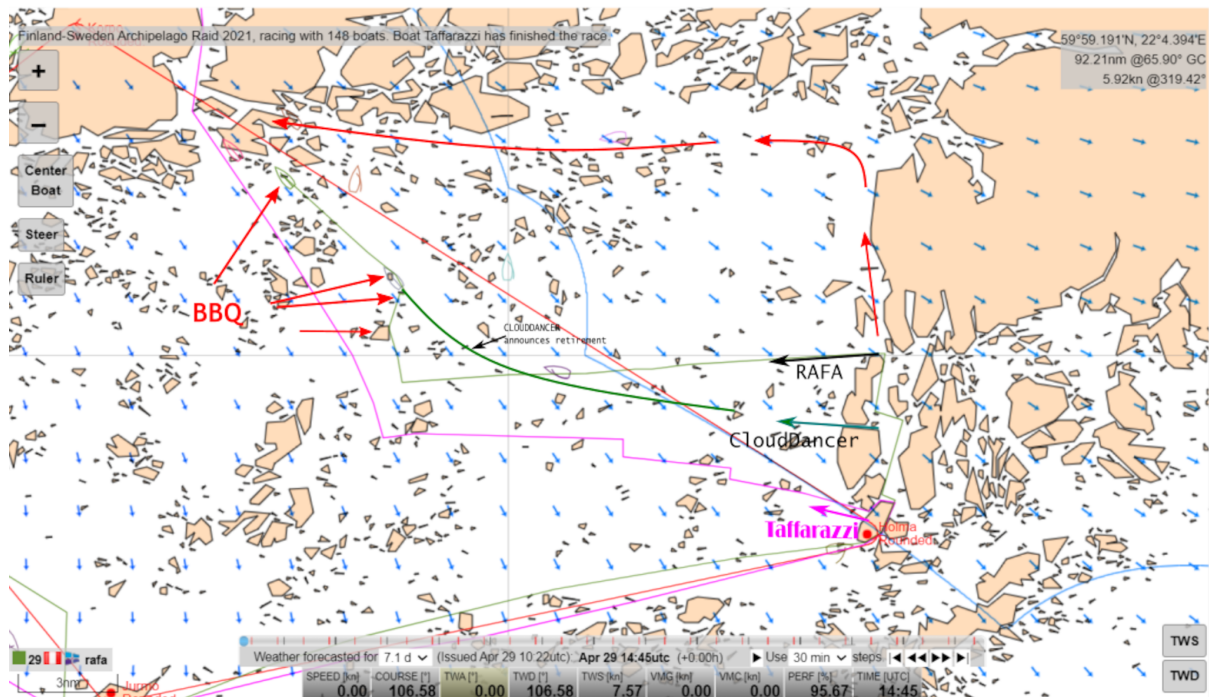 Kemo
Rounded
Finland-Sweden Archipelago Raid 2021, racing with 148 boats. Boat Taffarazzi has finished the race.
59°59.191'N, 22°4.394'E
92.21nm @65.90° GC
5.92kn @319.42°
+
−
Center
Boat
Steer
Ruler
BBQ
CLOUDDANCER
announces retirement
RAFA
CloudDancer
Taffarazzi
Holma
Rounded
TWS
TWD
29 rafa
3nm
Jurmo
Weather forecasted for 7.1 d (Issued Apr 29 10:22utc) Apr 29 14:45utc (+0.00h) Use 30 min steps
SPEED [kn] COURSE [°] TWA [°] TWD [°] TWS [kn] VMG [kn] VMC [kn] PERF [%] TIME [UTC]
0.00 106.58 0.00 106.58 7.57 0.00 0.00 95.67 14:45